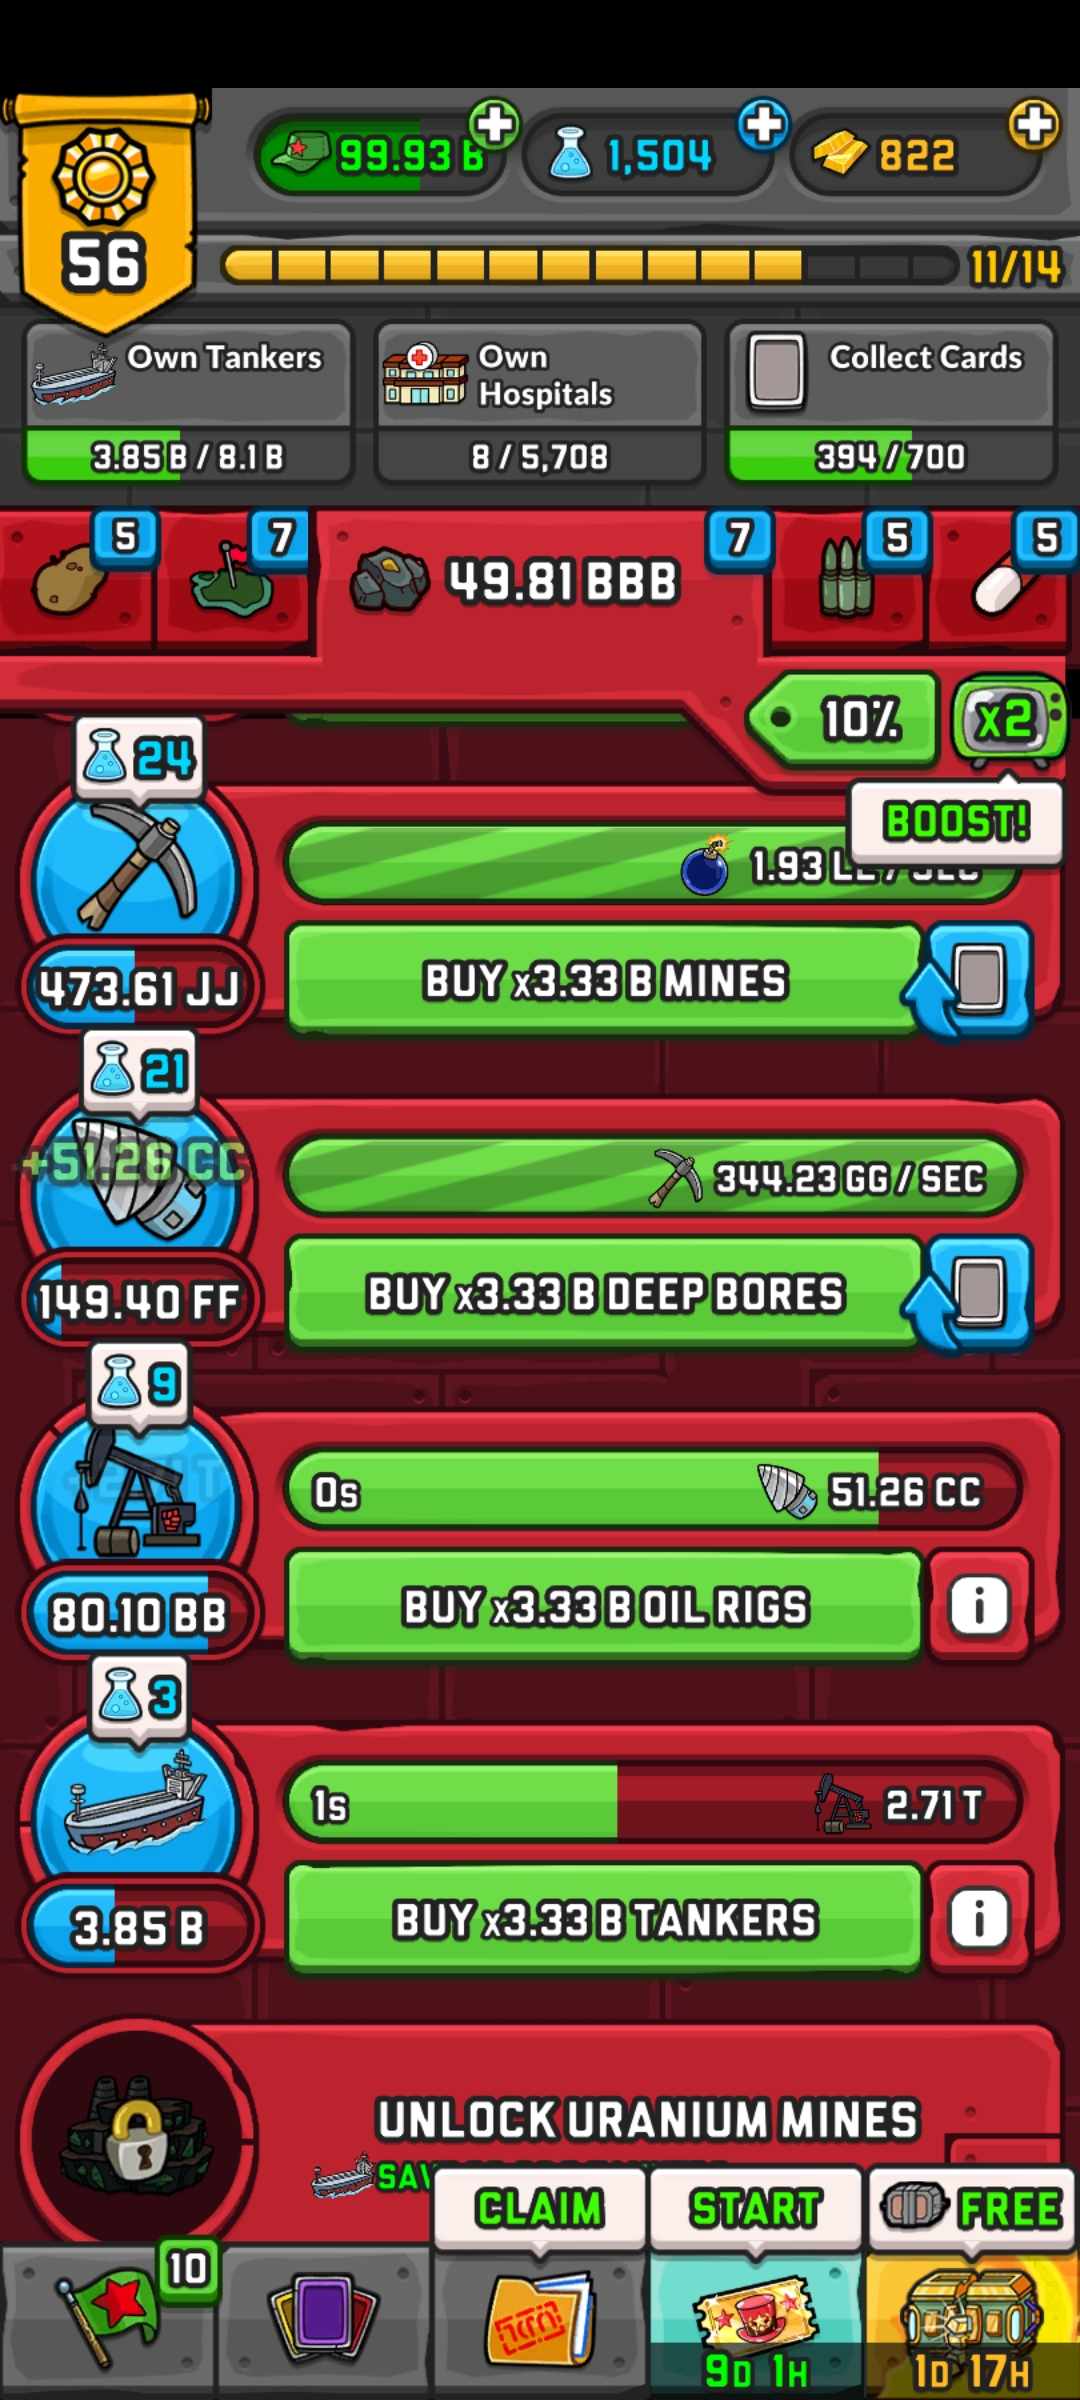 99.93 B
1,504
822
56
11/14
Own Tankers
3.85 B / 8.1 B
Own
Hospitals
8 / 5,708
Collect Cards
394 / 700
5
7
49.81 BBB
7
5
5
10%
x2
BOOST!
24
473.61 JJ
1.93 LL / SEC
BUY x3.33 B MINES
21
+51.26 CC
149.40 FF
344.23 GG / SEC
BUY x3.33 B DEEP BORES
9
80.10 BB
0s
51.26 CC
BUY x3.33 B OIL RIGS
i
3
3.85 B
1s
2.71 T
BUY x3.33 B TANKERS
i
UNLOCK URANIUM MINES
CLAIM
START
FREE
10
9D 1H
1D 17H